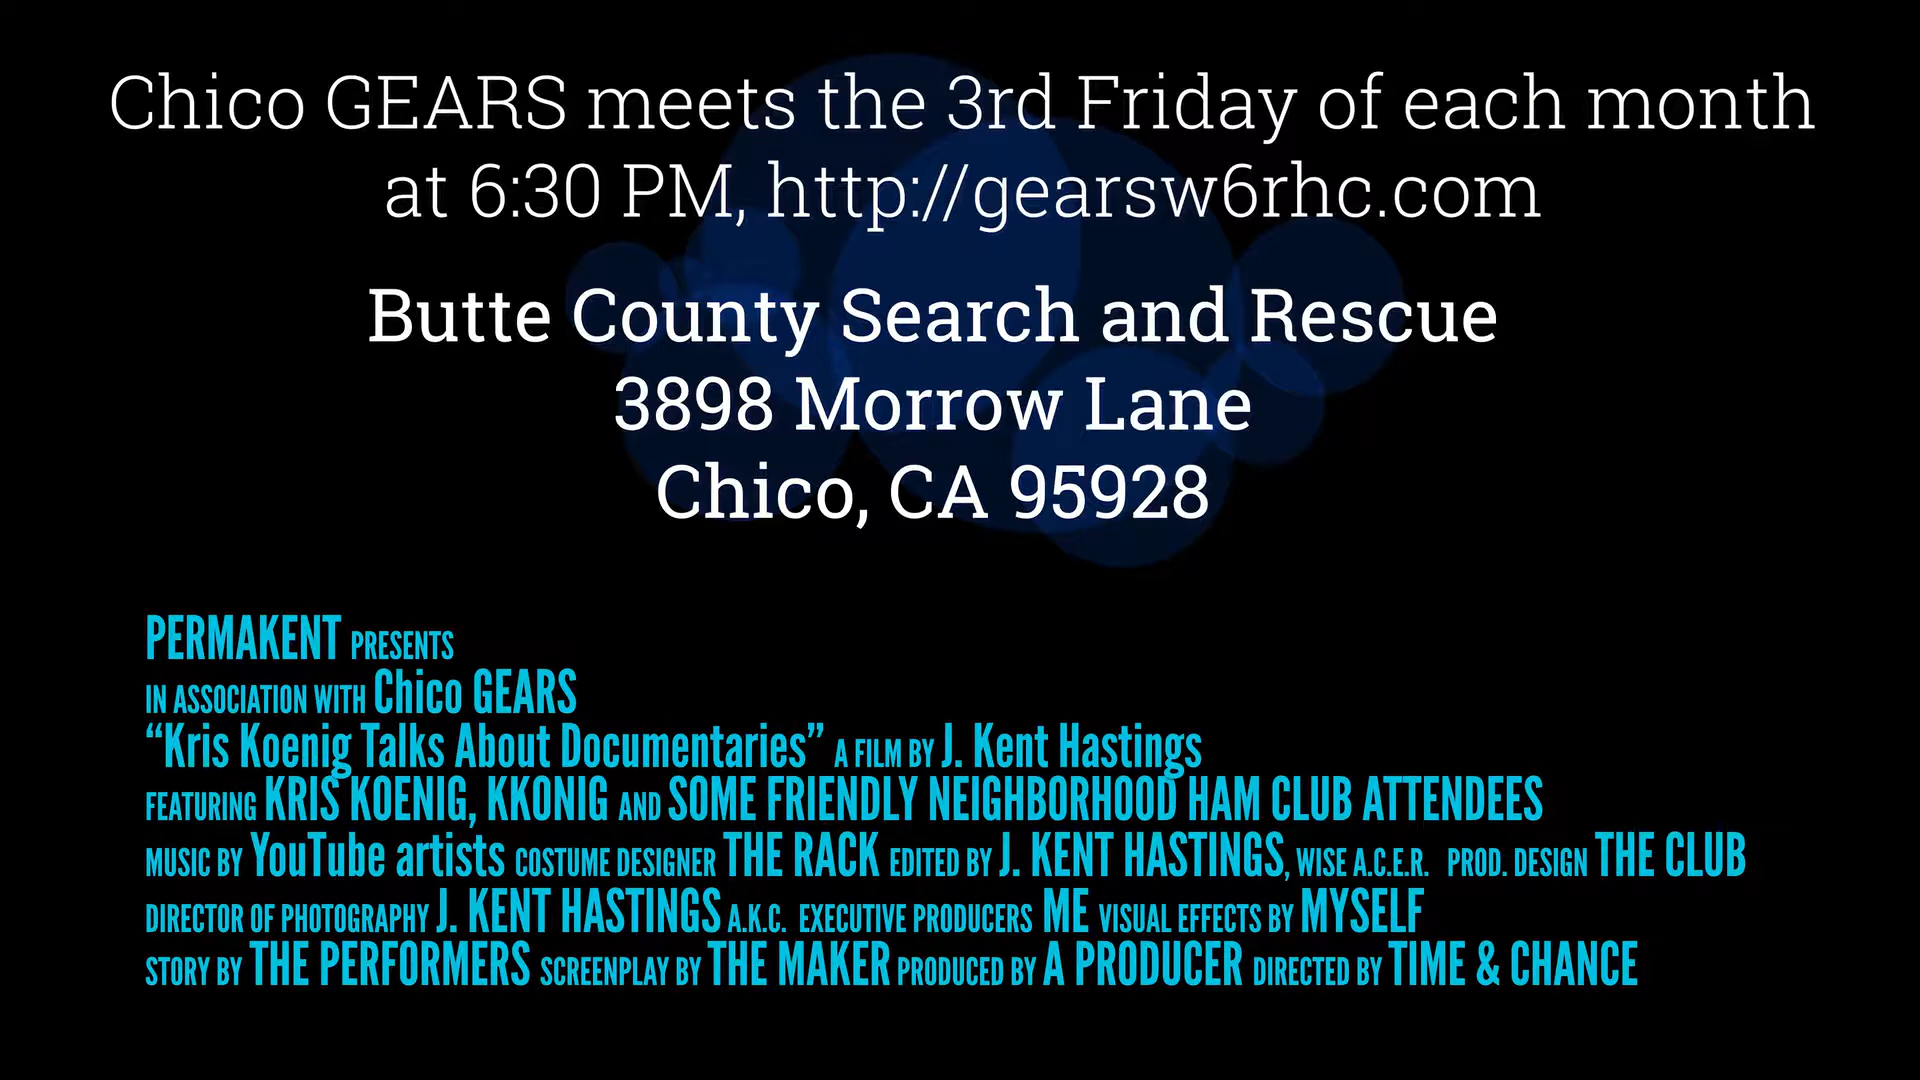 Chico GEARS meets the 3rd Friday of each month
at 6:30 PM, http://gearsw6rhc.com
Butte County Search and Rescue
3898 Morrow Lane
Chico, CA 95928
PERMAKENT PRESENTS
IN ASSOCIATION WITH Chico GEARS
“Kris Koenig Talks About Documentaries” A FILM BY J. Kent Hastings
FEATURING KRIS KOENIG, KKONIG AND SOME FRIENDLY NEIGHBORHOOD HAM CLUB ATTENDEES
MUSIC BY YouTube artists COSTUME DESIGNER THE RACK EDITED BY J. KENT HASTINGS, WISE A.C.E.R. PROD. DESIGN THE CLUB
DIRECTOR OF PHOTOGRAPHY J. KENT HASTINGS A.K.C. EXECUTIVE PRODUCERS ME VISUAL EFFECTS BY MYSELF
STORY BY THE PERFORMERS SCREENPLAY BY THE MAKER PRODUCED BY A PRODUCER DIRECTED BY TIME & CHANCE